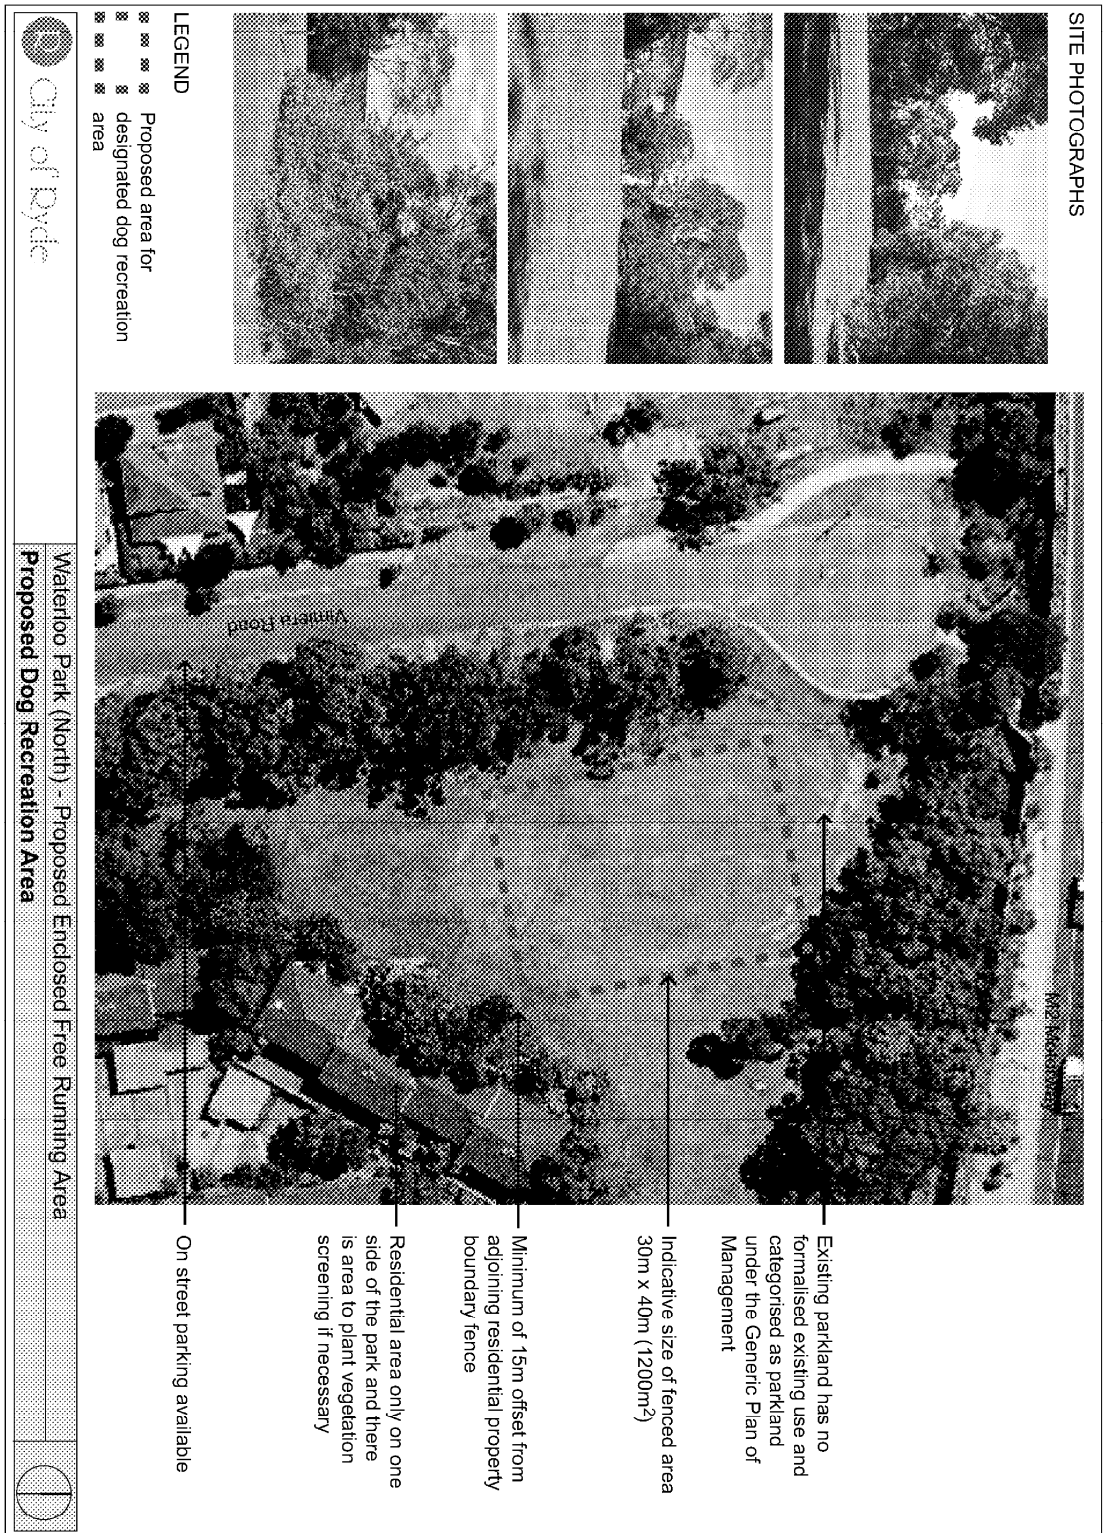 SITE PHOTOGRAPHS
LEGEND
Proposed area for
designated dog recreation
area
Vimiera Road
M2 Motorway
Existing parkland has no
formalised existing use and
categorised as parkland
under the Generic Plan of
Management
Indicative size of fenced area
30m x 40m (1200m²)
Minimum of 15m offset from
adjoining residential property
boundary fence
Residential area only on one
side of the park and there
is area to plant vegetation
screening if necessary
On street parking available
City of Ryde
Waterloo Park (North) - Proposed Enclosed Free Running Area
Proposed Dog Recreation Area